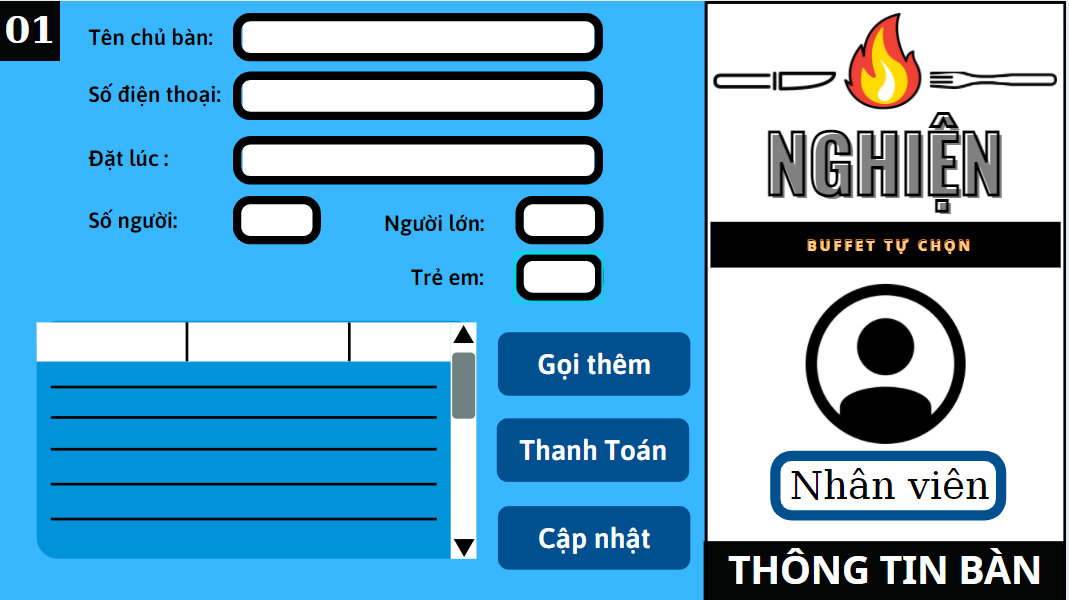 01
Tên chủ bàn:
Số điện thoại:
Đặt lúc :
Số người:
Người lớn:
Trẻ em:
Gọi thêm
Thanh Toán
Cập nhật
NGHIỆN
BUFFET TỰ CHỌN
Nhân viên
THÔNG TIN BÀN